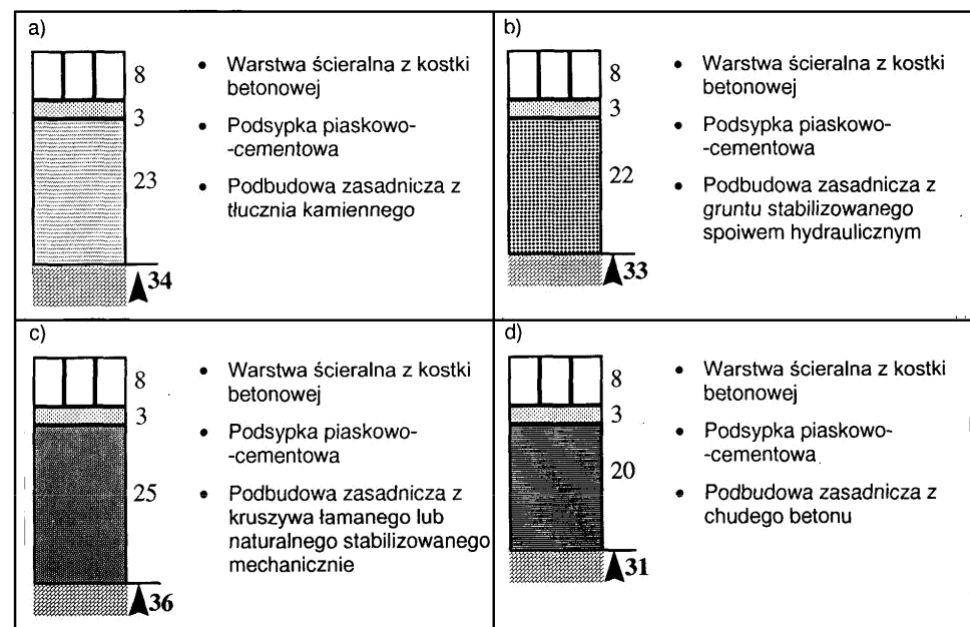 a)
8
3
23
34
• Warstwa ścieralna z kostki
betonowej
• Podsypka piaskowo-
-cementowa
• Podbudowa zasadnicza z
tłucznia kamiennego
b)
8
3
22
33
• Warstwa ścieralna z kostki
betonowej
• Podsypka piaskowo-
-cementowa
• Podbudowa zasadnicza z
gruntu stabilizowanego
spoiwem hydraulicznym
c)
8
3
25
36
• Warstwa ścieralna z kostki
betonowej
• Podsypka piaskowo-
-cementowa
• Podbudowa zasadnicza z
kruszywa łamanego lub
naturalnego stabilizowanego
mechanicznie
d)
8
3
20
31
• Warstwa ścieralna z kostki
betonowej
• Podsypka piaskowo-
-cementowa
• Podbudowa zasadnicza z
chudego betonu